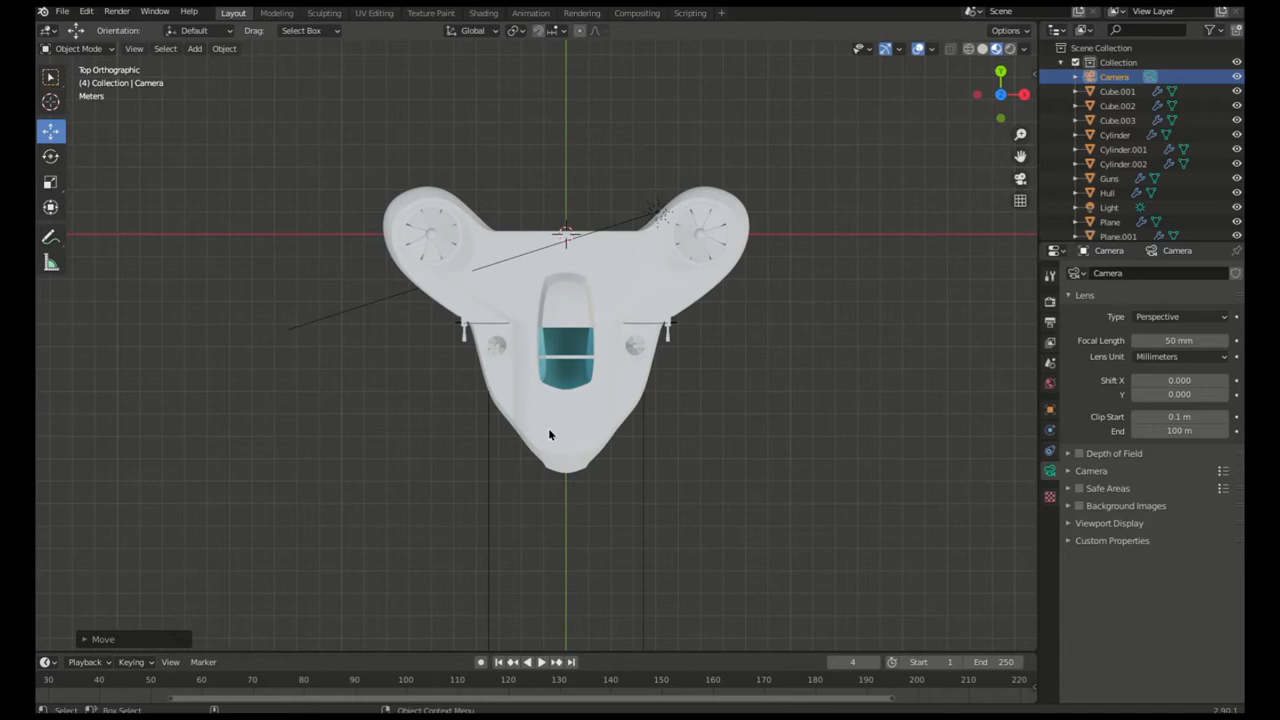 File Edit Render Window Help Layout Modeling Sculpting UV Editing Texture Paint Shading Animation Rendering Compositing Scripting + Scene View Layer
Orientation: Default Drag: Select Box Global Options
Object Mode View Select Add Object
Top Orthographic
(4) Collection | Camera
Meters
Y
Z
X
Move
Scene Collection
Collection
Camera
Cube.001
Cube.002
Cube.003
Cylinder
Cylinder.001
Cylinder.002
Guns
Hull
Light
Plane
Plane.001
Camera Camera
Camera
Lens
Type Perspective
Focal Length 50 mm
Lens Unit Millimeters
Shift X 0.000
Y 0.000
Clip Start 0.1 m
End 100 m
Depth of Field
Camera
Safe Areas
Background Images
Viewport Display
Custom Properties
Playback Keying View Marker 4 Start 1 End 250
30 40 50 60 70 80 90 100 110 120 130 140 150 160 170 180 190 200 210 220
Select Box Select Object Context Menu 2.90.1